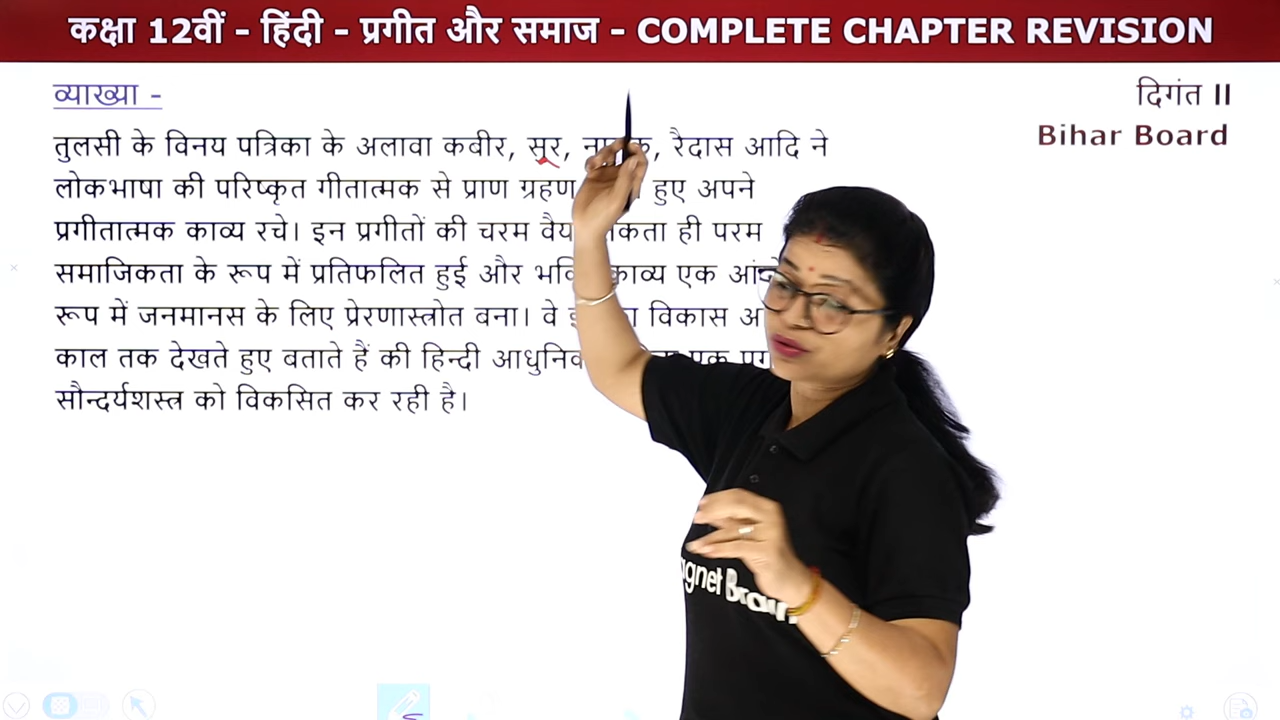 कक्षा 12वीं - हिंदी - प्रगीत और समाज - COMPLETE CHAPTER REVISION
व्याख्या -
दिगंत II
Bihar Board
तुलसी के विनय पत्रिका के अलावा कबीर, सूर, रैदास आदि ने
लोकभाषा की परिष्कृत गीतात्मक से प्राण ग्रहण हुए अपने
प्रगीतात्मक काव्य रचे। इन प्रगीतों की चरम ही परम
समाजिकता के रूप में प्रतिफलित हुई और काव्य एक
रूप में जनमानस के लिए प्रेरणास्त्रोत बना। वे विकास
काल तक देखते हुए बताते हैं की हिन्दी एक
सौन्दर्यशस्त्र को विकसित कर रही है।